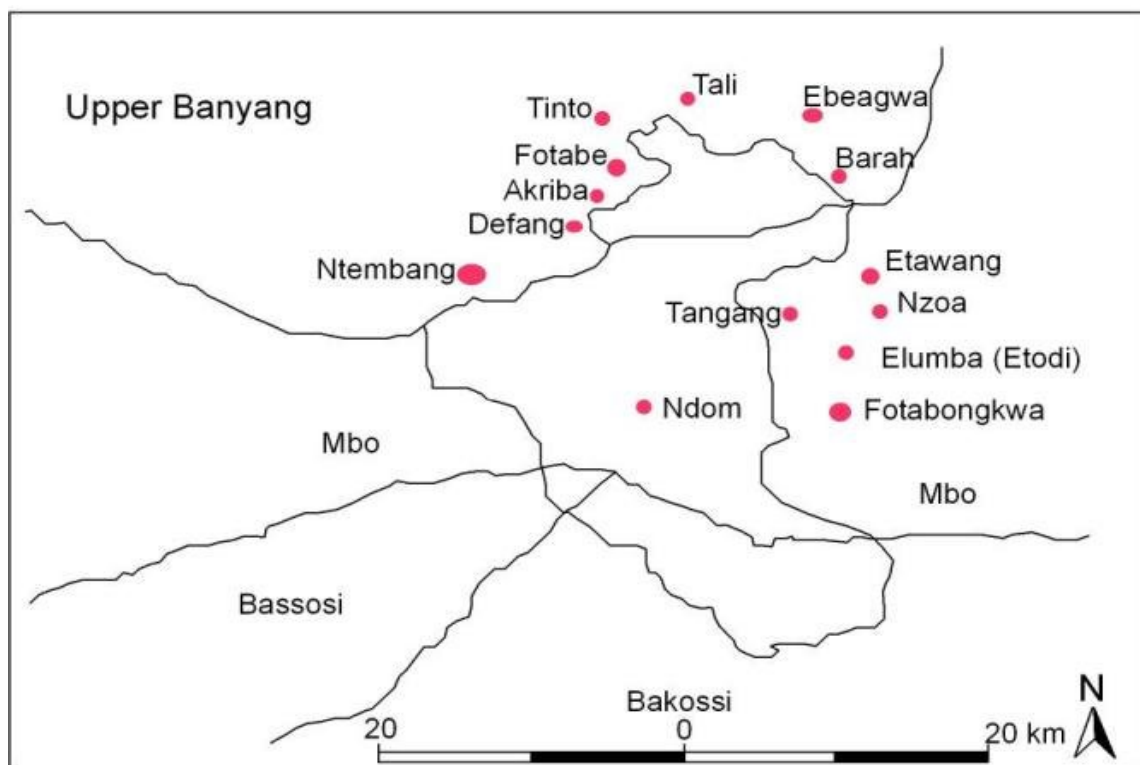 Tali
Ebeagwa
Upper Banyang
Tinto
Fotabe
Barah
Akriba
Defang
Ntembang
Etawang
Nzoa
Tangang
Elumba (Etodi)
Ndom
Fotabongkwa
Mbo
Mbo
Bassosi
Bakossi
N
20 0 20 km